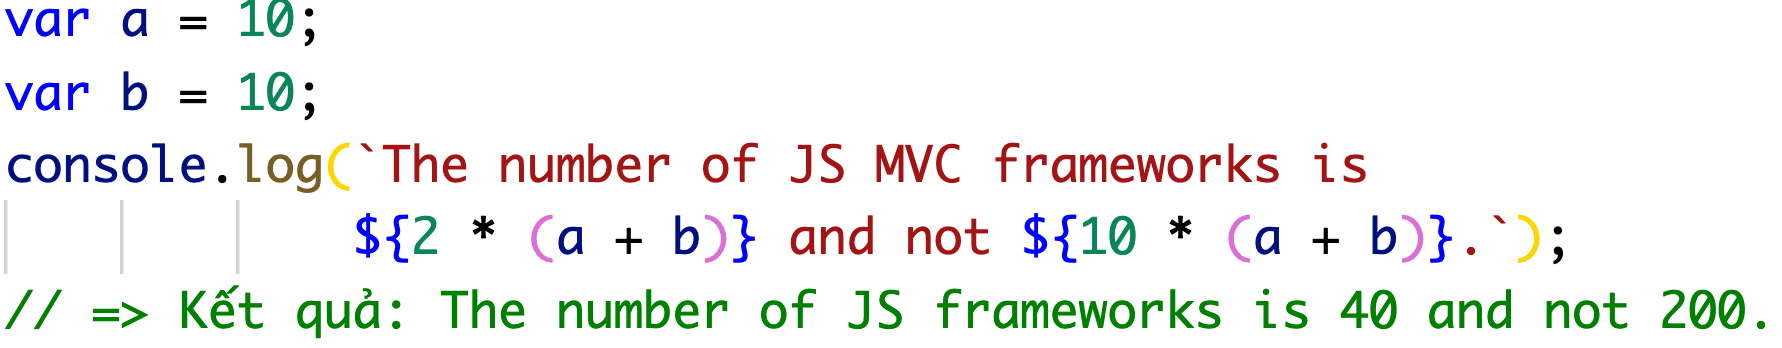 var a = 10;
var b = 10;
console.log(`The number of JS MVC frameworks is
            ${2 * (a + b)} and not ${10 * (a + b)}.`);
// => Kết quả: The number of JS frameworks is 40 and not 200.